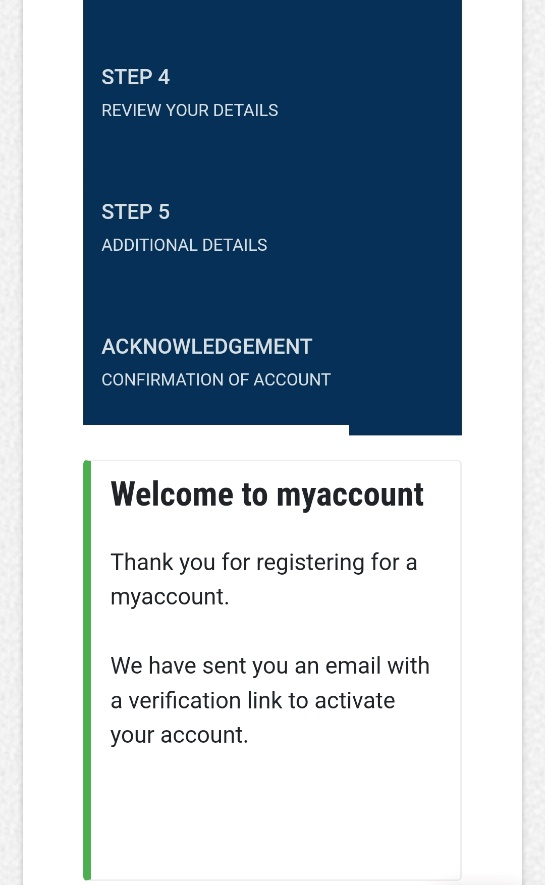 STEP 4
REVIEW YOUR DETAILS
STEP 5
ADDITIONAL DETAILS
ACKNOWLEDGEMENT
CONFIRMATION OF ACCOUNT
Welcome to myaccount
Thank you for registering for a
myaccount.
We have sent you an email with
a verification link to activate
your account.